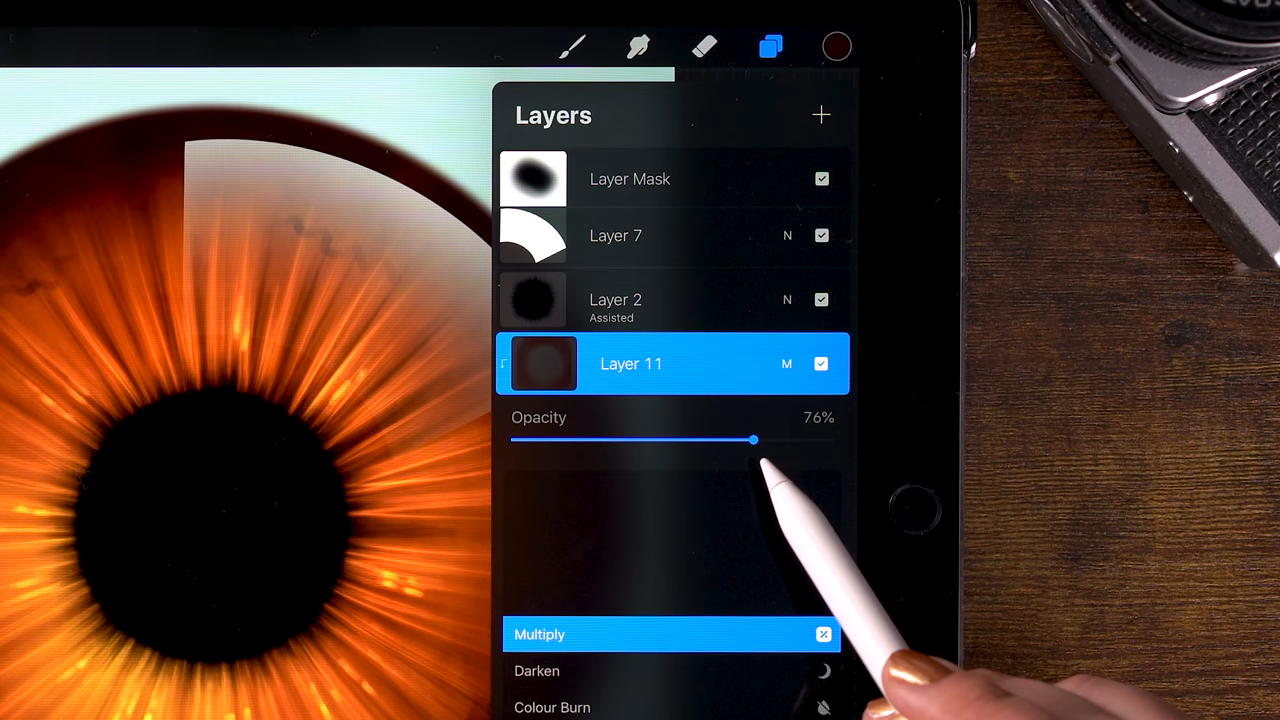 Layers
Layer Mask
Layer 7 N
Layer 2 N
Assisted
Layer 11 M
Opacity 76%
Multiply
Darken
Colour Burn